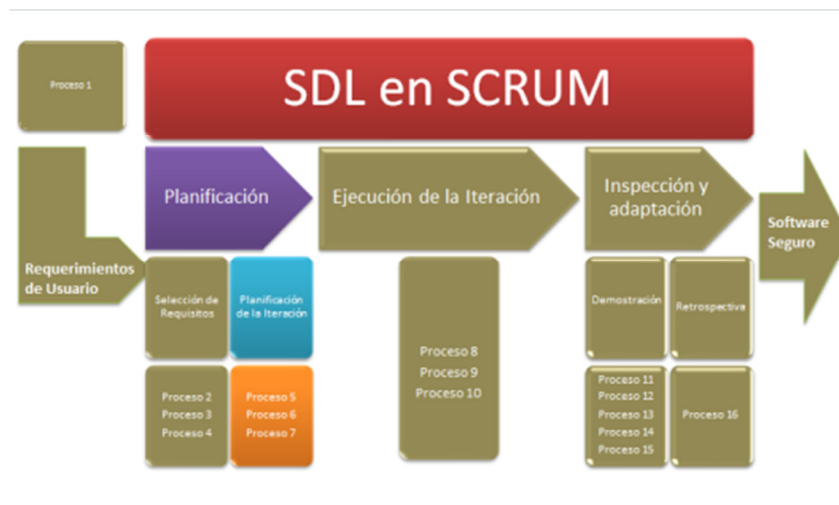 Proceso 1
SDL en SCRUM
Planificación
Ejecución de la Iteración
Inspección y
adaptación
Software
Seguro
Requerimientos
de Usuario
Selección de
Requisitos
Planificación
de la Iteración
Demostración
Retrospectiva
Proceso 2
Proceso 3
Proceso 4
Proceso 5
Proceso 6
Proceso 7
Proceso 8
Proceso 9
Proceso 10
Proceso 11
Proceso 12
Proceso 13
Proceso 14
Proceso 15
Proceso 16